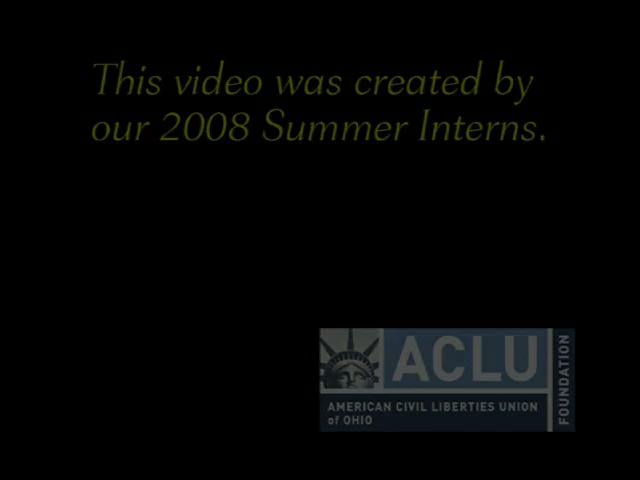 This video was created by
our 2008 Summer Interns.
ACLU
AMERICAN CIVIL LIBERTIES UNION
of OHIO
FOUNDATION